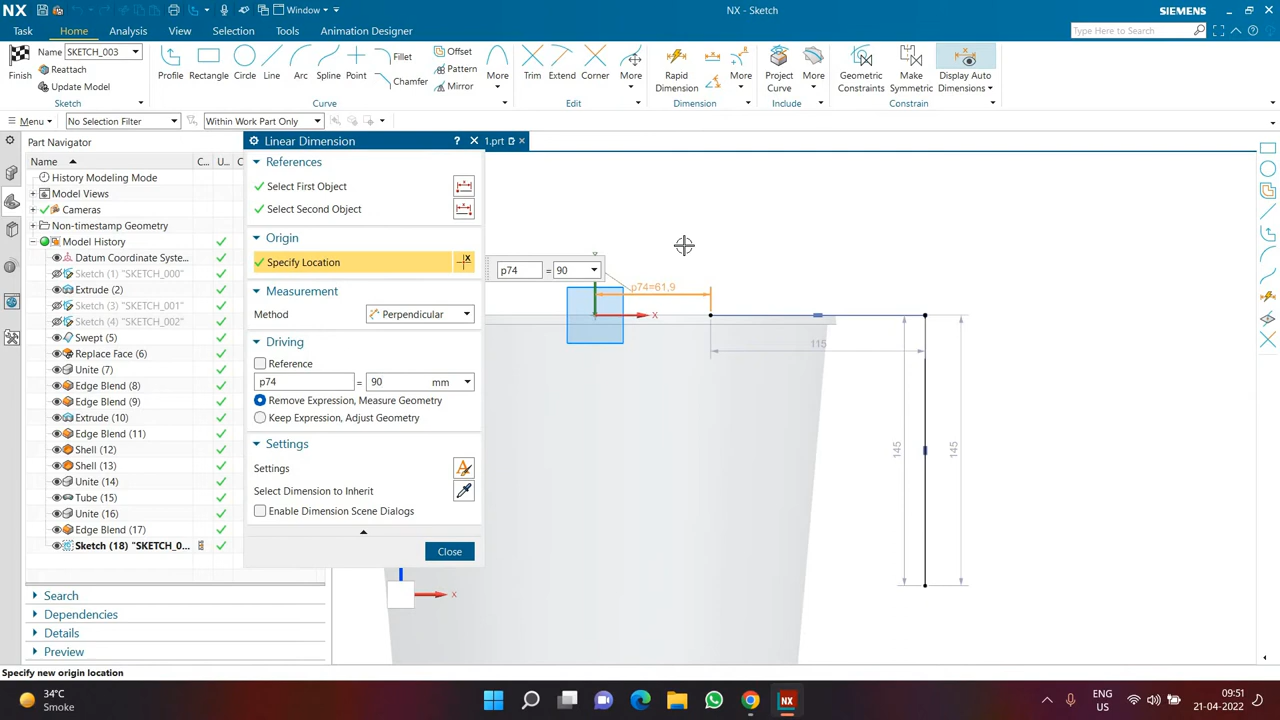 NX
Window
NX - Sketch
SIEMENS
Task
Home
Analysis
View
Selection
Tools
Animation Designer
Type here to search
Finish
Name SKETCH_003
Reattach
Update Model
Sketch
Profile
Rectangle
Circle
Line
Arc
Spline
Point
Fillet
Chamfer
Offset
Pattern
Mirror
More
Curve
Trim
Extend
Corner
More
Edit
Rapid Dimension
More
Dimension
Project Curve
More
Include
Geometric Constraints
Make Symmetric
Display Auto Dimensions
Constrain
Menu
No Selection Filter
Within Work Part Only
Part Navigator
Name
C...
U...
C
History Modeling Mode
Model Views
Cameras
Non-timestamp Geometry
Model History
Datum Coordinate Syste...
Sketch (1) "SKETCH_000"
Extrude (2)
Sketch (3) "SKETCH_001"
Sketch (4) "SKETCH_002"
Swept (5)
Replace Face (6)
Unite (7)
Edge Blend (8)
Edge Blend (9)
Extrude (10)
Edge Blend (11)
Shell (12)
Shell (13)
Unite (14)
Tube (15)
Unite (16)
Edge Blend (17)
Sketch (18) "SKETCH_0...
Search
Dependencies
Details
Preview
Linear Dimension
?
1.prt
References
Select First Object
Select Second Object
Origin
Specify Location
Measurement
Method
Perpendicular
Driving
Reference
p74 = 90 mm
Remove Expression, Measure Geometry
Keep Expression, Adjust Geometry
Settings
Settings
Select Dimension to Inherit
Enable Dimension Scene Dialogs
Close
p74 = 90
p74=61,9
X
115
145
145
X
Specify new origin location
34°C
Smoke
ENG
US
09:51
21-04-2022